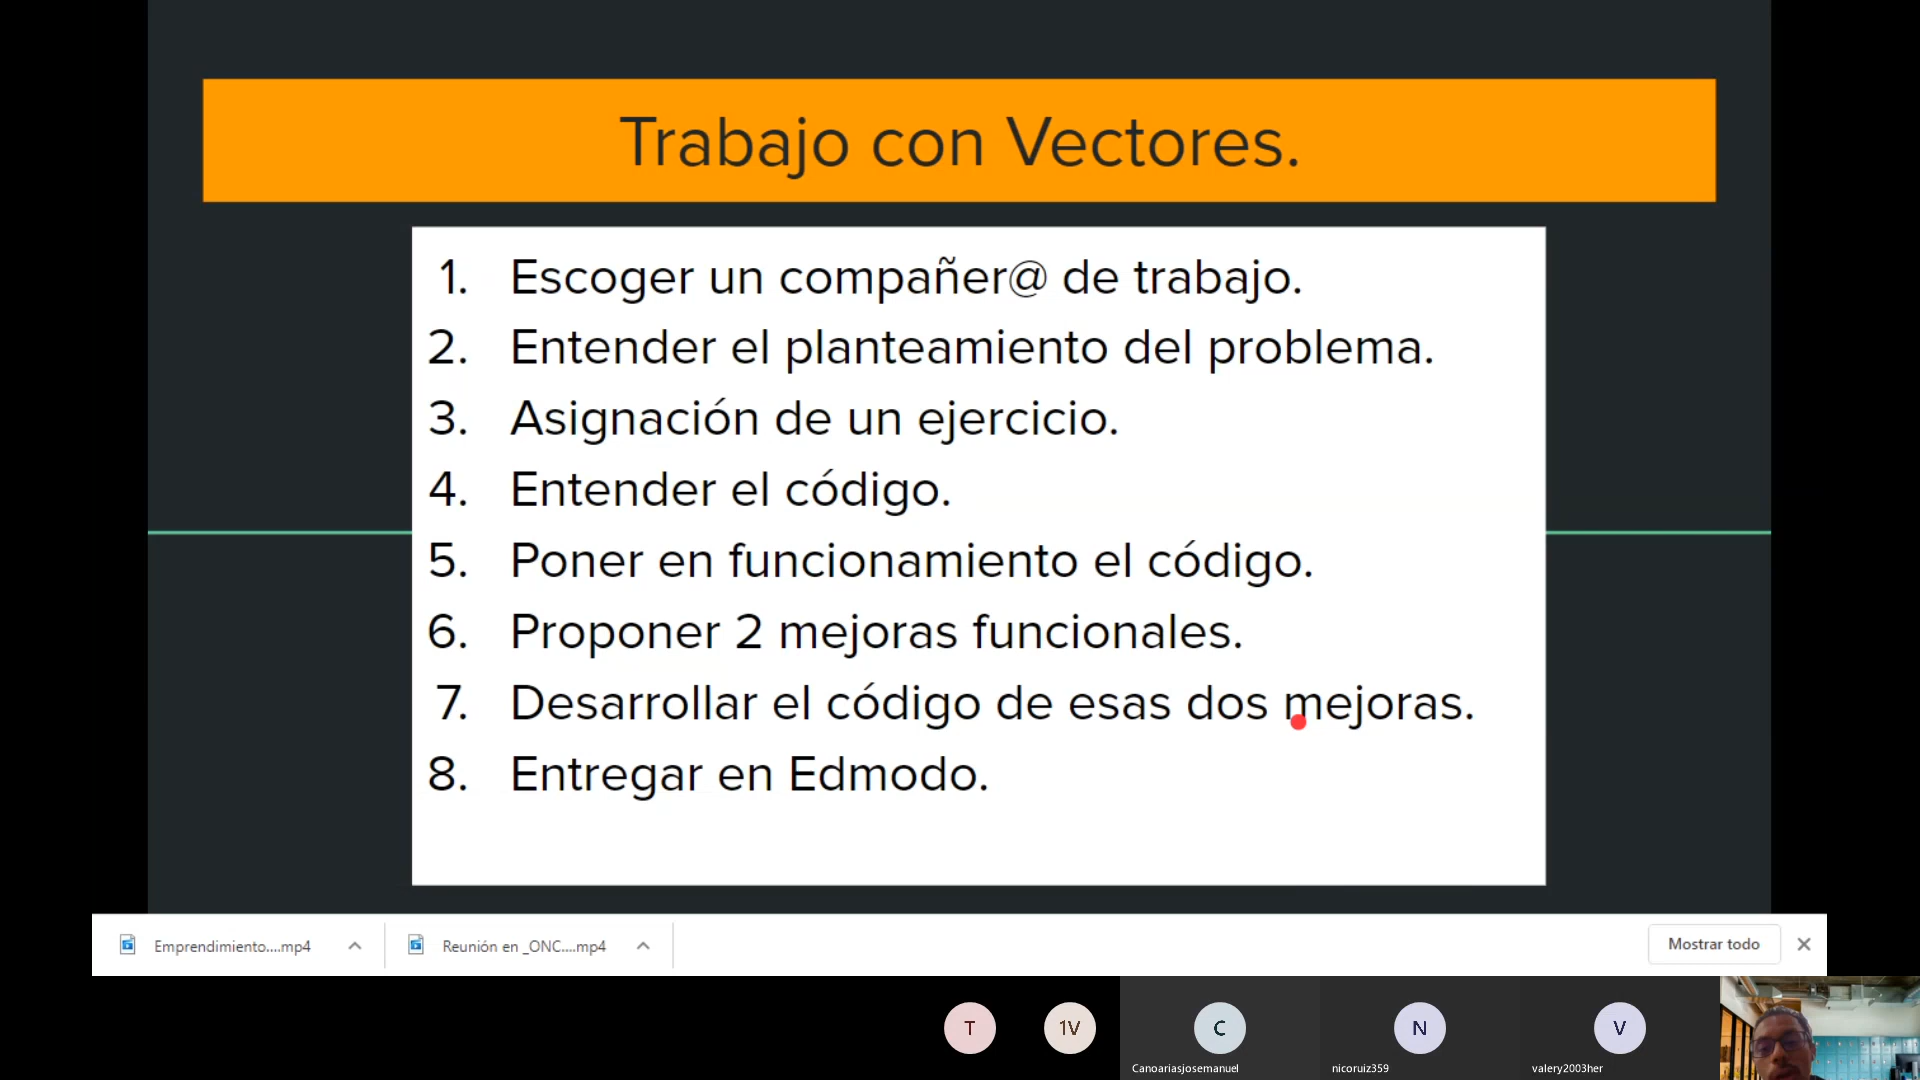 Trabajo con Vectores.
1. Escoger un compañer@ de trabajo.
2. Entender el planteamiento del problema.
3. Asignación de un ejercicio.
4. Entender el código.
5. Poner en funcionamiento el código.
6. Proponer 2 mejoras funcionales.
7. Desarrollar el código de esas dos mejoras.
8. Entregar en Edmodo.
Emprendimiento....mp4
Reunión en _ONC....mp4
Mostrar todo
T
1V
C
N
V
Canoariasjosemanuel
nicoruiz359
valery2003her